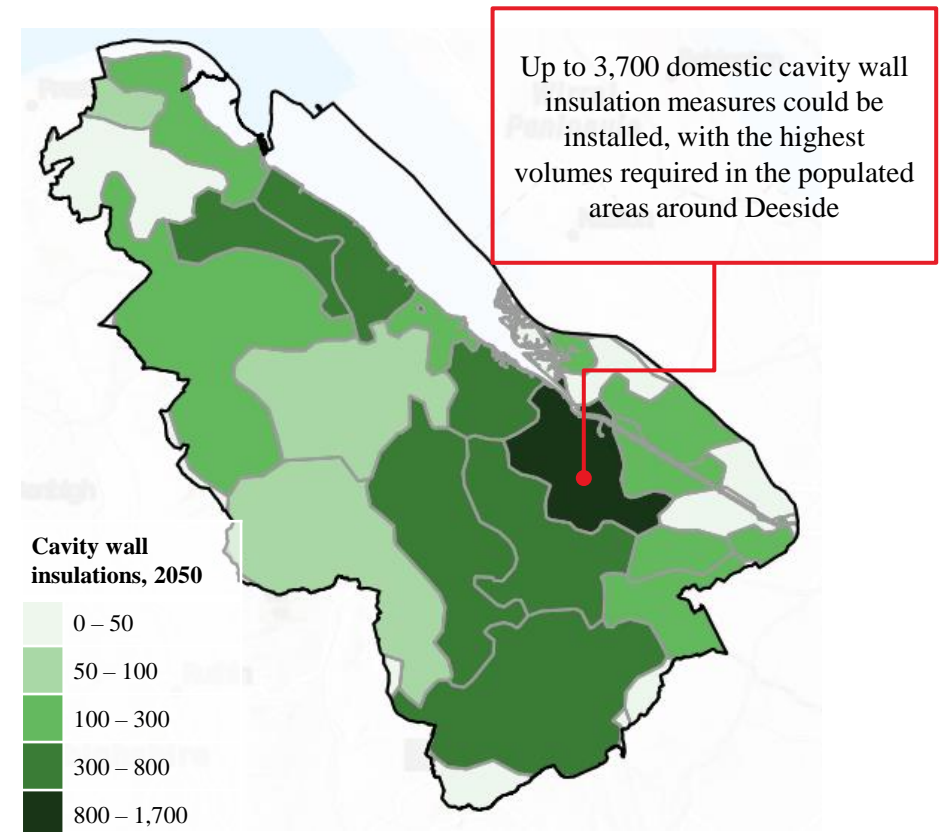 Up to 3,700 domestic cavity wall
insulation measures could be
installed, with the highest
volumes required in the populated
areas around Deeside
Cavity wall
insulations, 2050
0 – 50
50 – 100
100 – 300
300 – 800
800 – 1,700